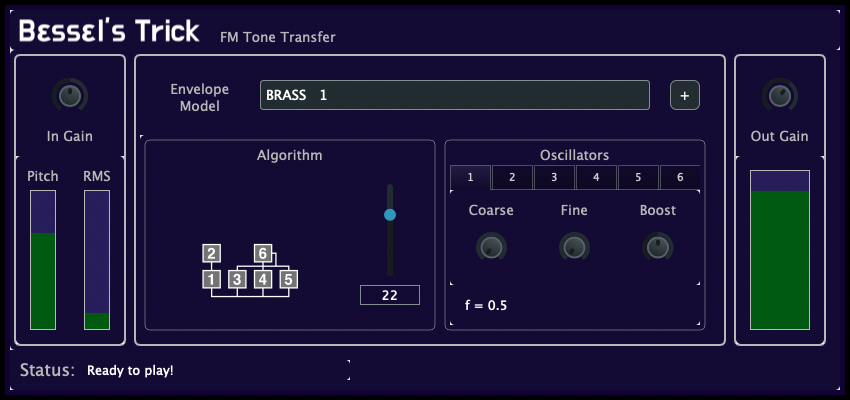 Bɛssɛl's Trick FM Tone Transfer
In Gain
Pitch RMS
Envelope
Model
BRASS 1
+
Algorithm
2 6
1 3 4 5
22
Oscillators
1 2 3 4 5 6
Coarse Fine Boost
f = 0.5
Out Gain
Status: Ready to play!